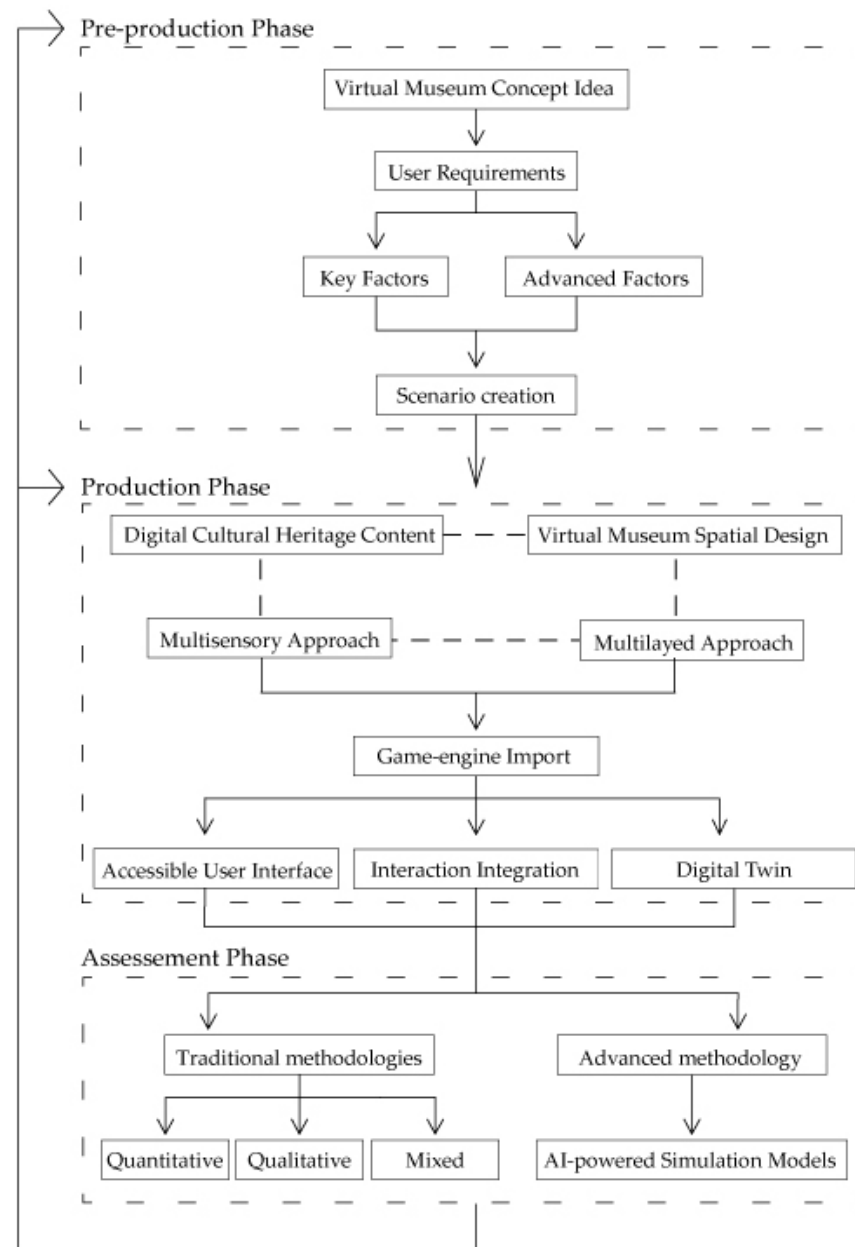 Pre-production Phase
Virtual Museum Concept Idea
User Requirements
Key Factors
Advanced Factors
Scenario creation
Production Phase
Digital Cultural Heritage Content
Virtual Museum Spatial Design
Multisensory Approach
Multilayed Approach
Game-engine Import
Accessible User Interface
Interaction Integration
Digital Twin
Assessement Phase
Traditional methodologies
Advanced methodology
Quantitative
Qualitative
Mixed
AI-powered Simulation Models